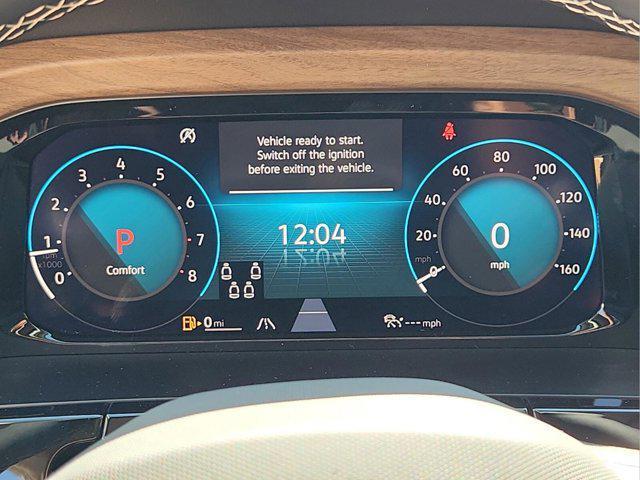 Vehicle ready to start.
Switch off the ignition
before exiting the vehicle.
0 1 2 3 4 5 6 7 8
x1000
P
Comfort
12:04
0 20 40 60 80 100 120 140 160
mph
0
mph
0 mi
--- mph